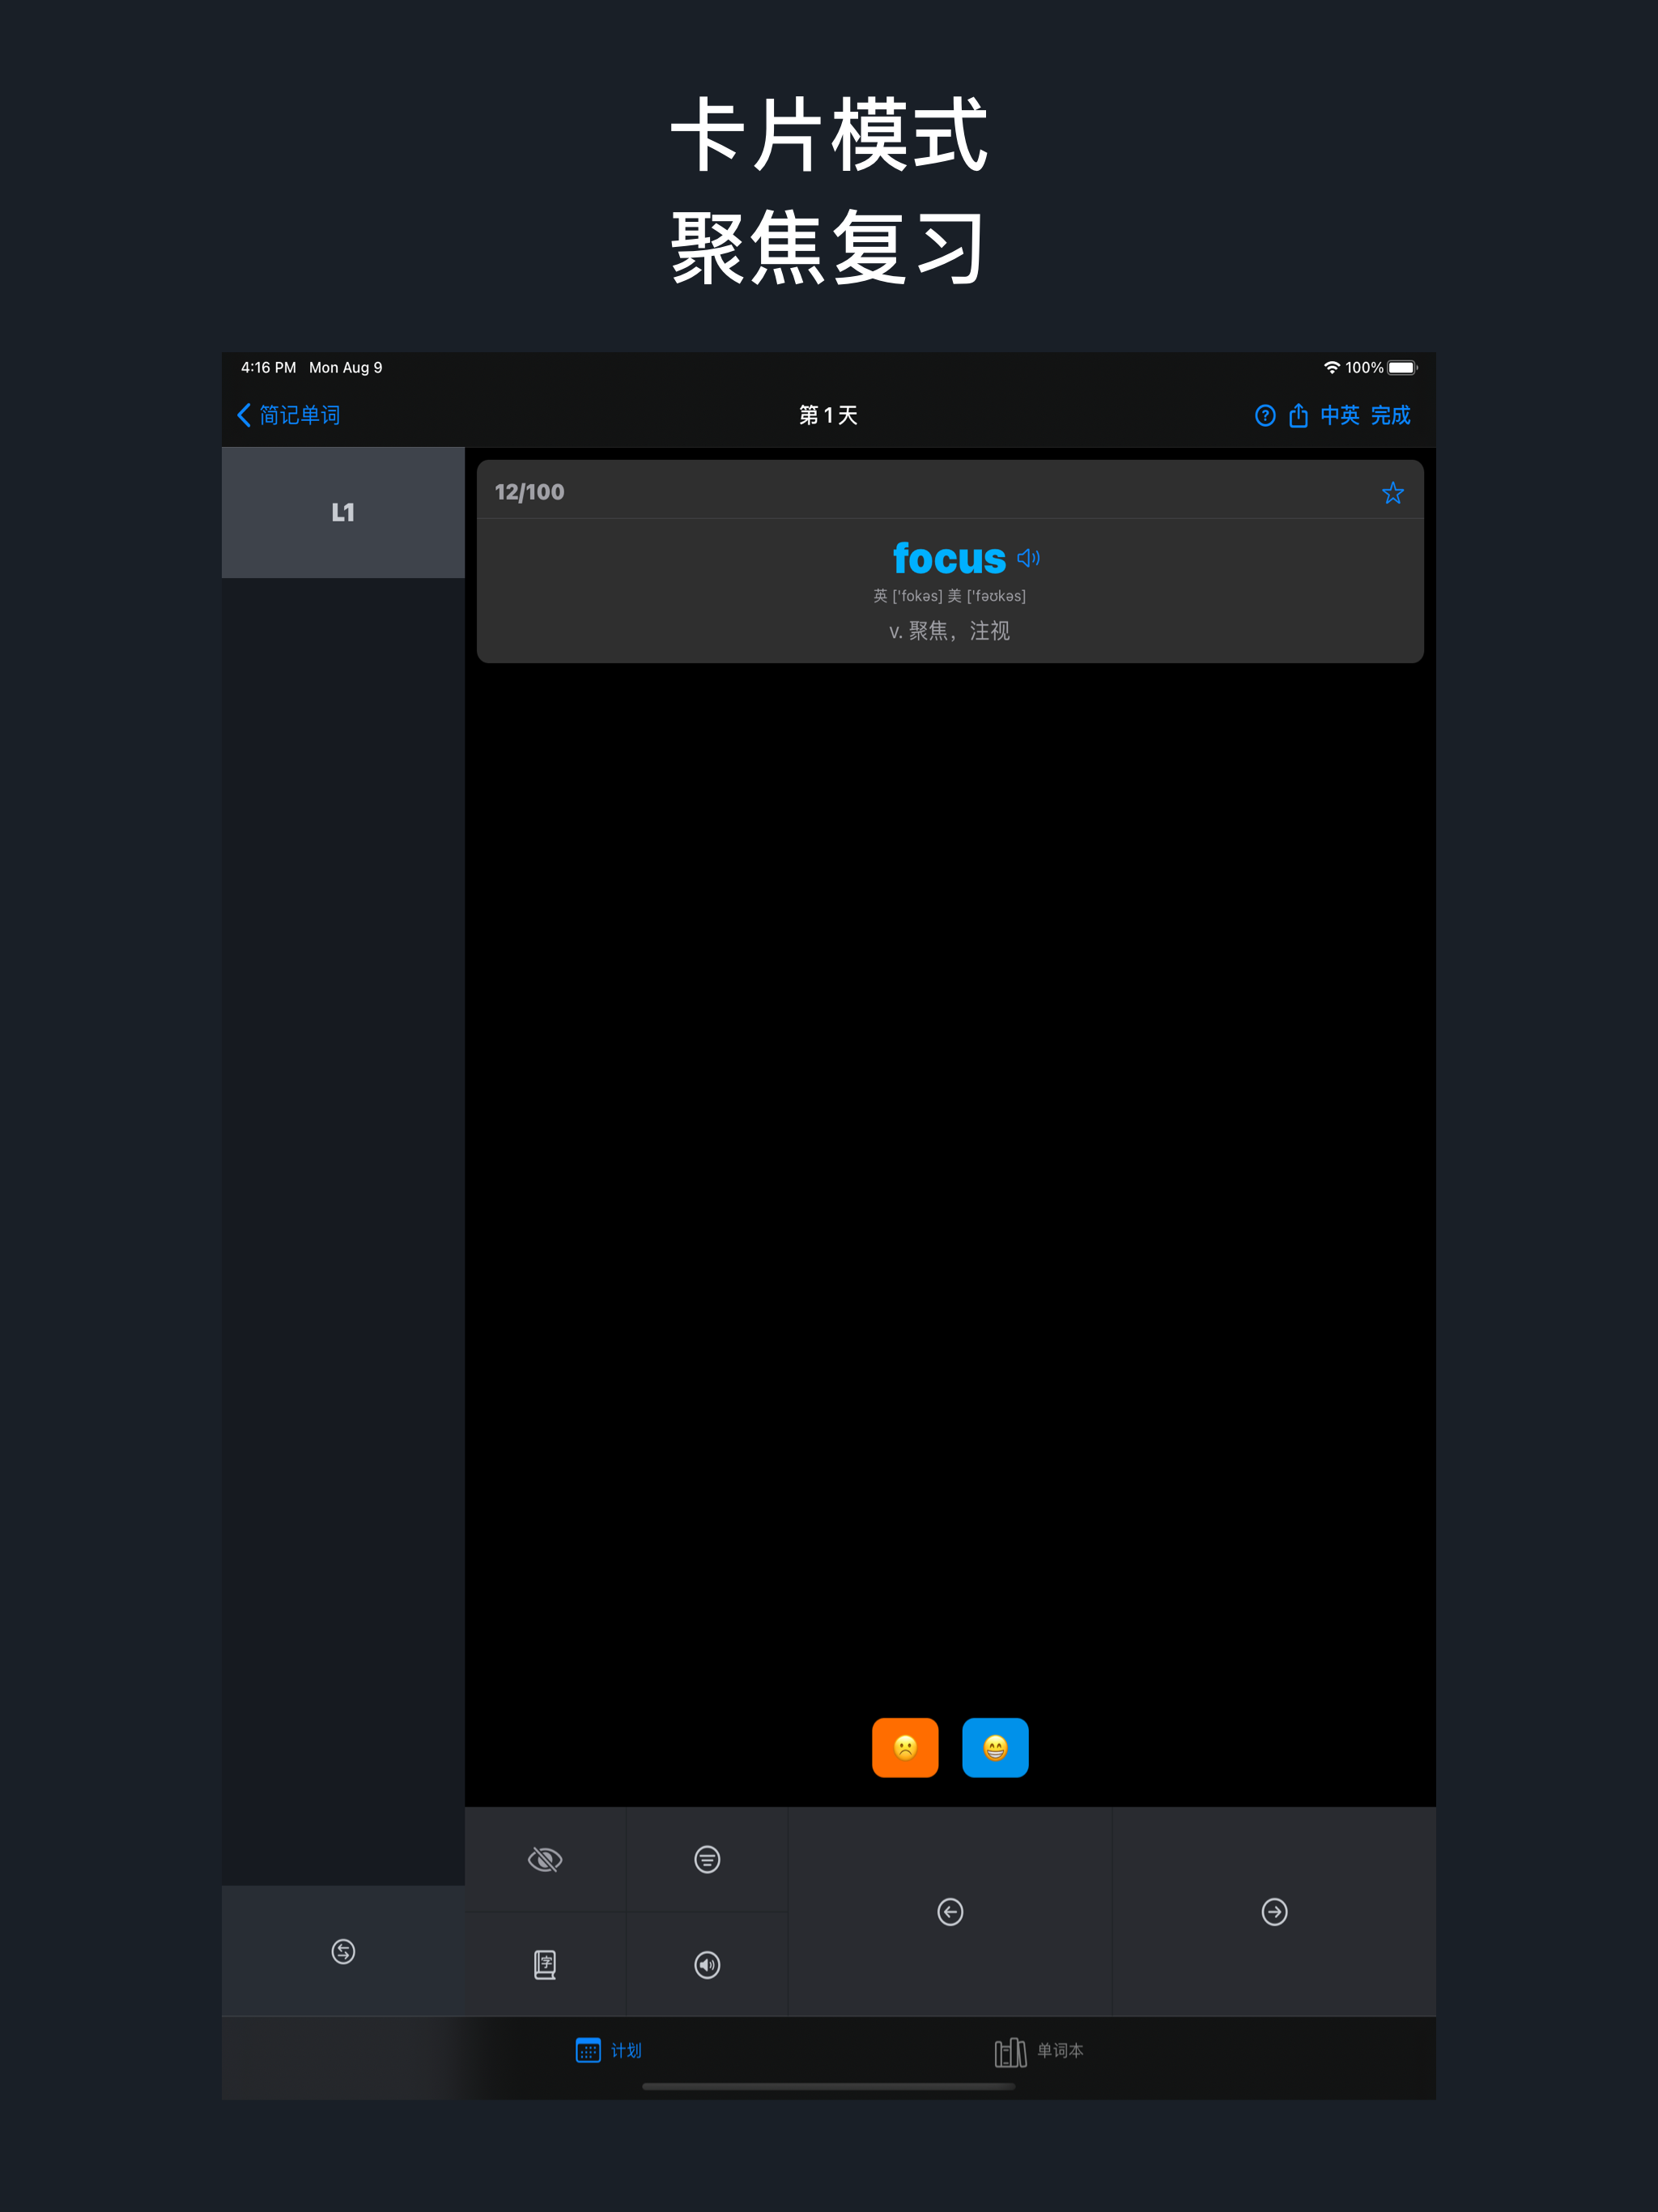 卡片模式
聚焦复习
4:16 PM Mon Aug 9 100%
简记单词 第 1 天 中英 完成
L1
12/100
focus
英 ['fokəs] 美 ['fəʊkəs]
v. 聚焦，注视
字
计划 单词本